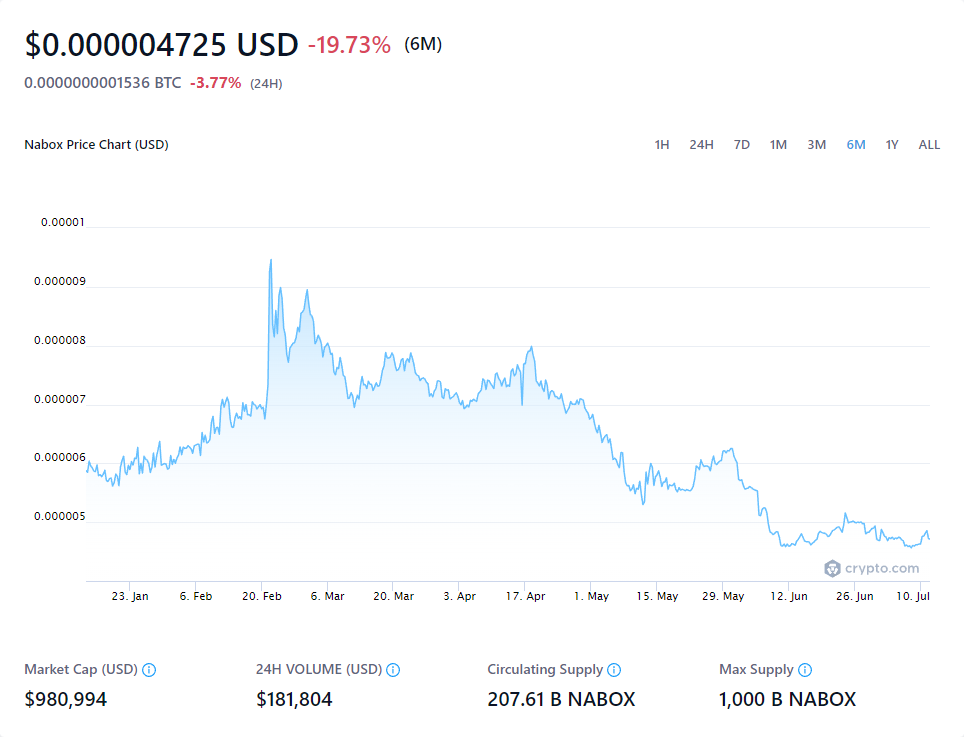 $0.000004725 USD -19.73% (6M)
0.0000000001536 BTC -3.77% (24H)
Nabox Price Chart (USD) 1H 24H 7D 1M 3M 6M 1Y ALL
0.00001
0.000009
0.000008
0.000007
0.000006
0.000005
crypto.com
23. Jan 6. Feb 20. Feb 6. Mar 20. Mar 3. Apr 17. Apr 1. May 15. May 29. May 12. Jun 26. Jun 10. Jul
Market Cap (USD) 24H VOLUME (USD) Circulating Supply Max Supply
$980,994 $181,804 207.61 B NABOX 1,000 B NABOX